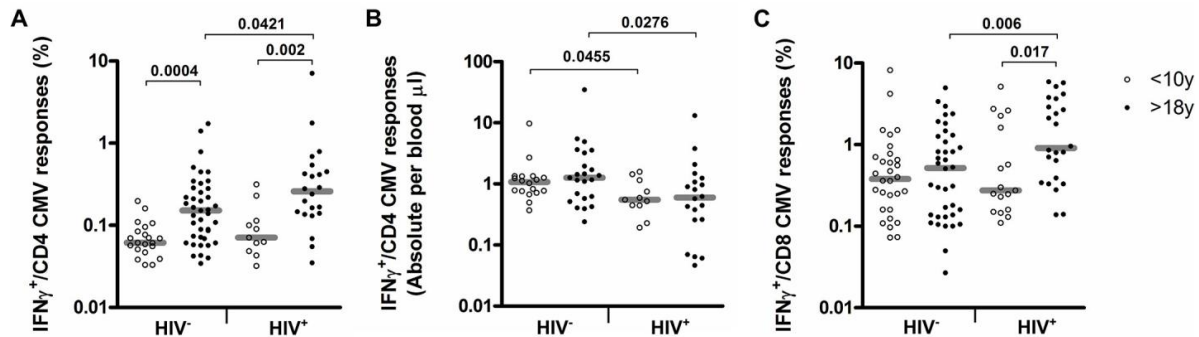 A
IFNγ⁺/CD4 CMV responses (%)
10
1
0.1
0.01
0.0421
0.0004
0.002
HIV⁻
HIV⁺
B
IFNγ⁺/CD4 CMV responses
(Absolute per blood µl)
100
10
1
0.1
0.01
0.0276
0.0455
HIV⁻
HIV⁺
C
IFNγ⁺/CD8 CMV responses (%)
10
1
0.1
0.01
0.006
0.017
HIV⁻
HIV⁺
<10y
>18y